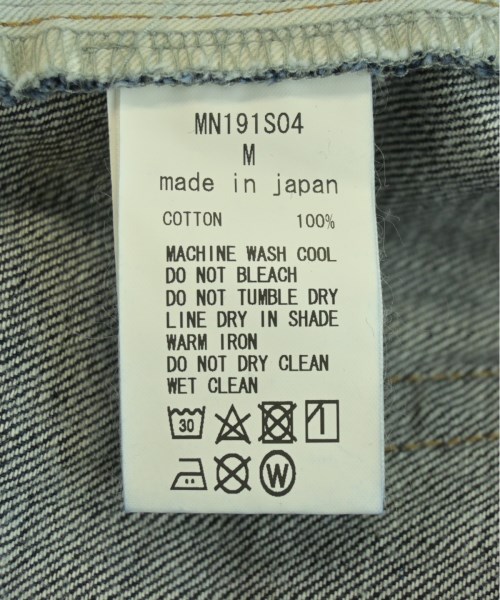 MN191S04
M
made in japan
COTTON 100%
MACHINE WASH COOL
DO NOT BLEACH
DO NOT TUMBLE DRY
LINE DRY IN SHADE
WARM IRON
DO NOT DRY CLEAN
WET CLEAN
30
W